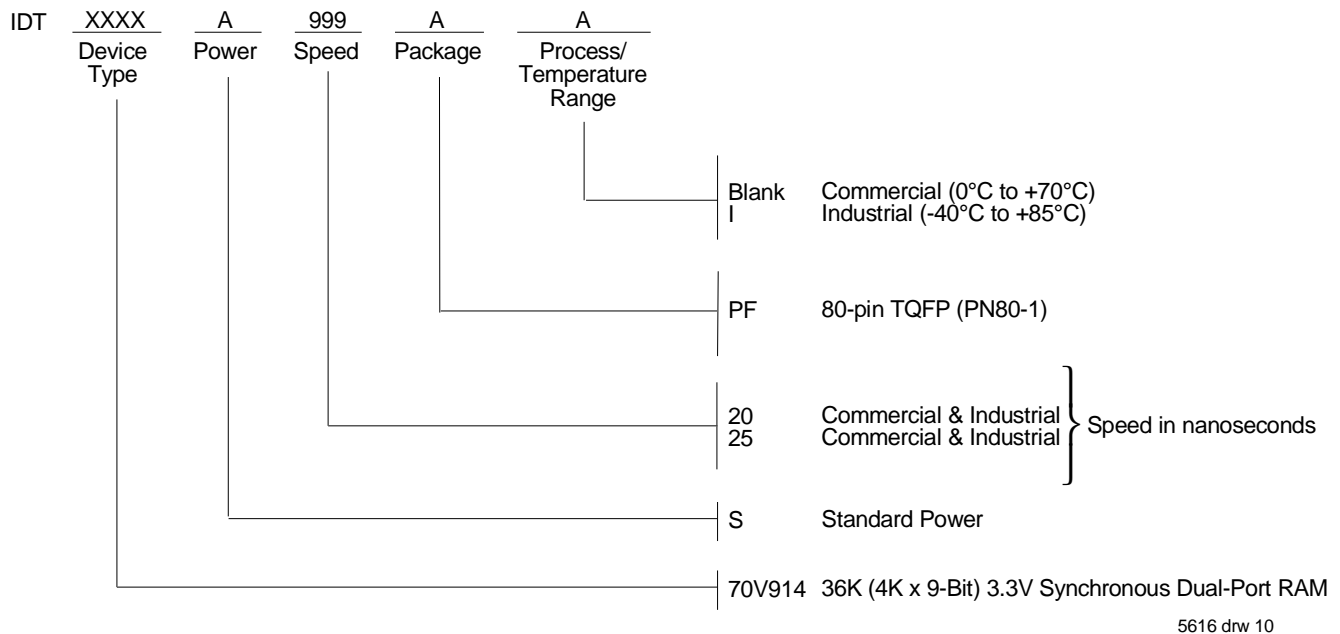 IDT XXXX A 999 A A
Device Type Power Speed Package Process/ Temperature Range
Blank Commercial (0°C to +70°C)
I Industrial (-40°C to +85°C)
PF 80-pin TQFP (PN80-1)
20 Commercial & Industrial
25 Commercial & Industrial
Speed in nanoseconds
S Standard Power
70V914 36K (4K x 9-Bit) 3.3V Synchronous Dual-Port RAM
5616 drw 10